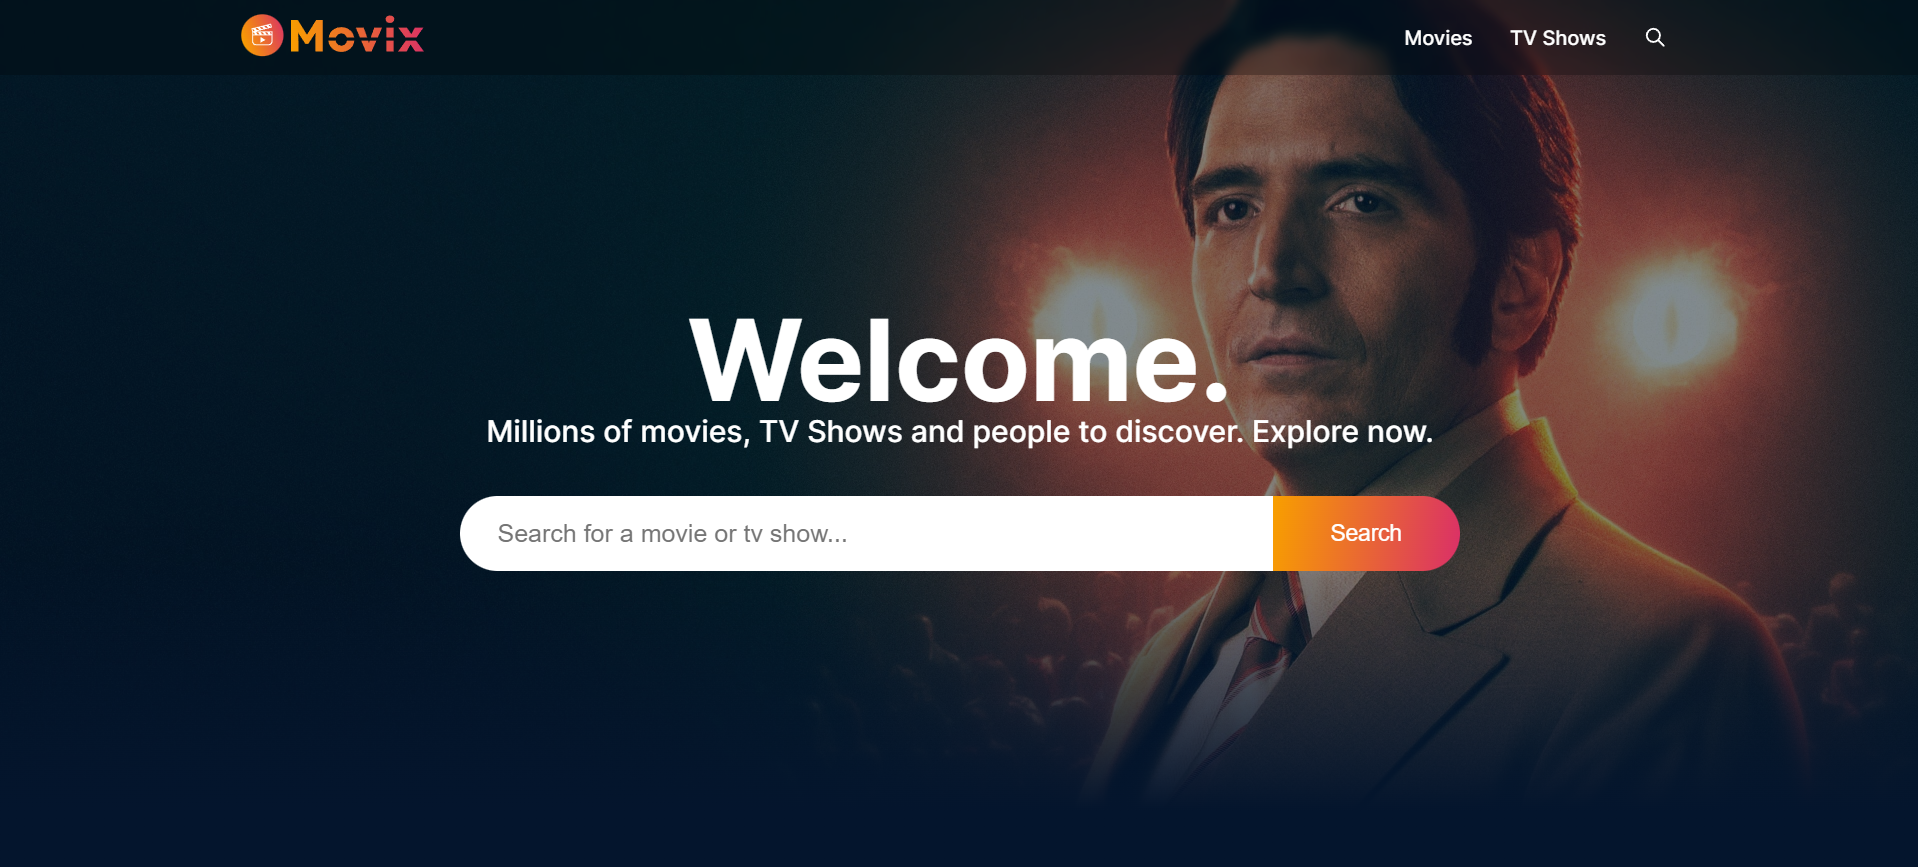 Movix
Movies
TV Shows
Welcome.
Millions of movies, TV Shows and people to discover. Explore now.
Search for a movie or tv show...
Search